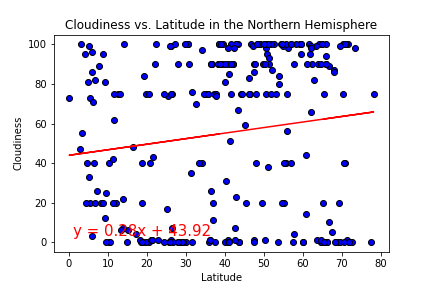 Cloudiness vs. Latitude in the Northern Hemisphere
100
80
60
40
20
0
Cloudiness
y = 0.28x + 43.92
0 10 20 30 40 50 60 70 80
Latitude